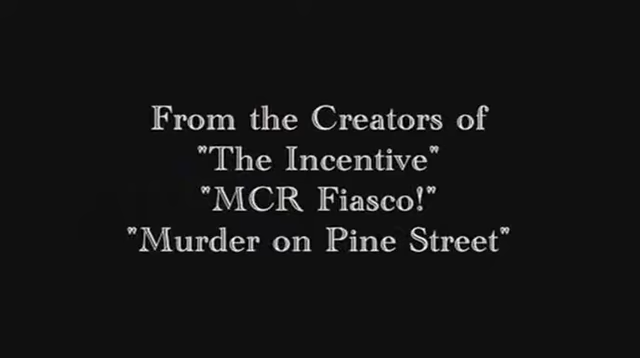 From the Creators of
"The Incentive"
"MCR Fiasco!"
"Murder on Pine Street"